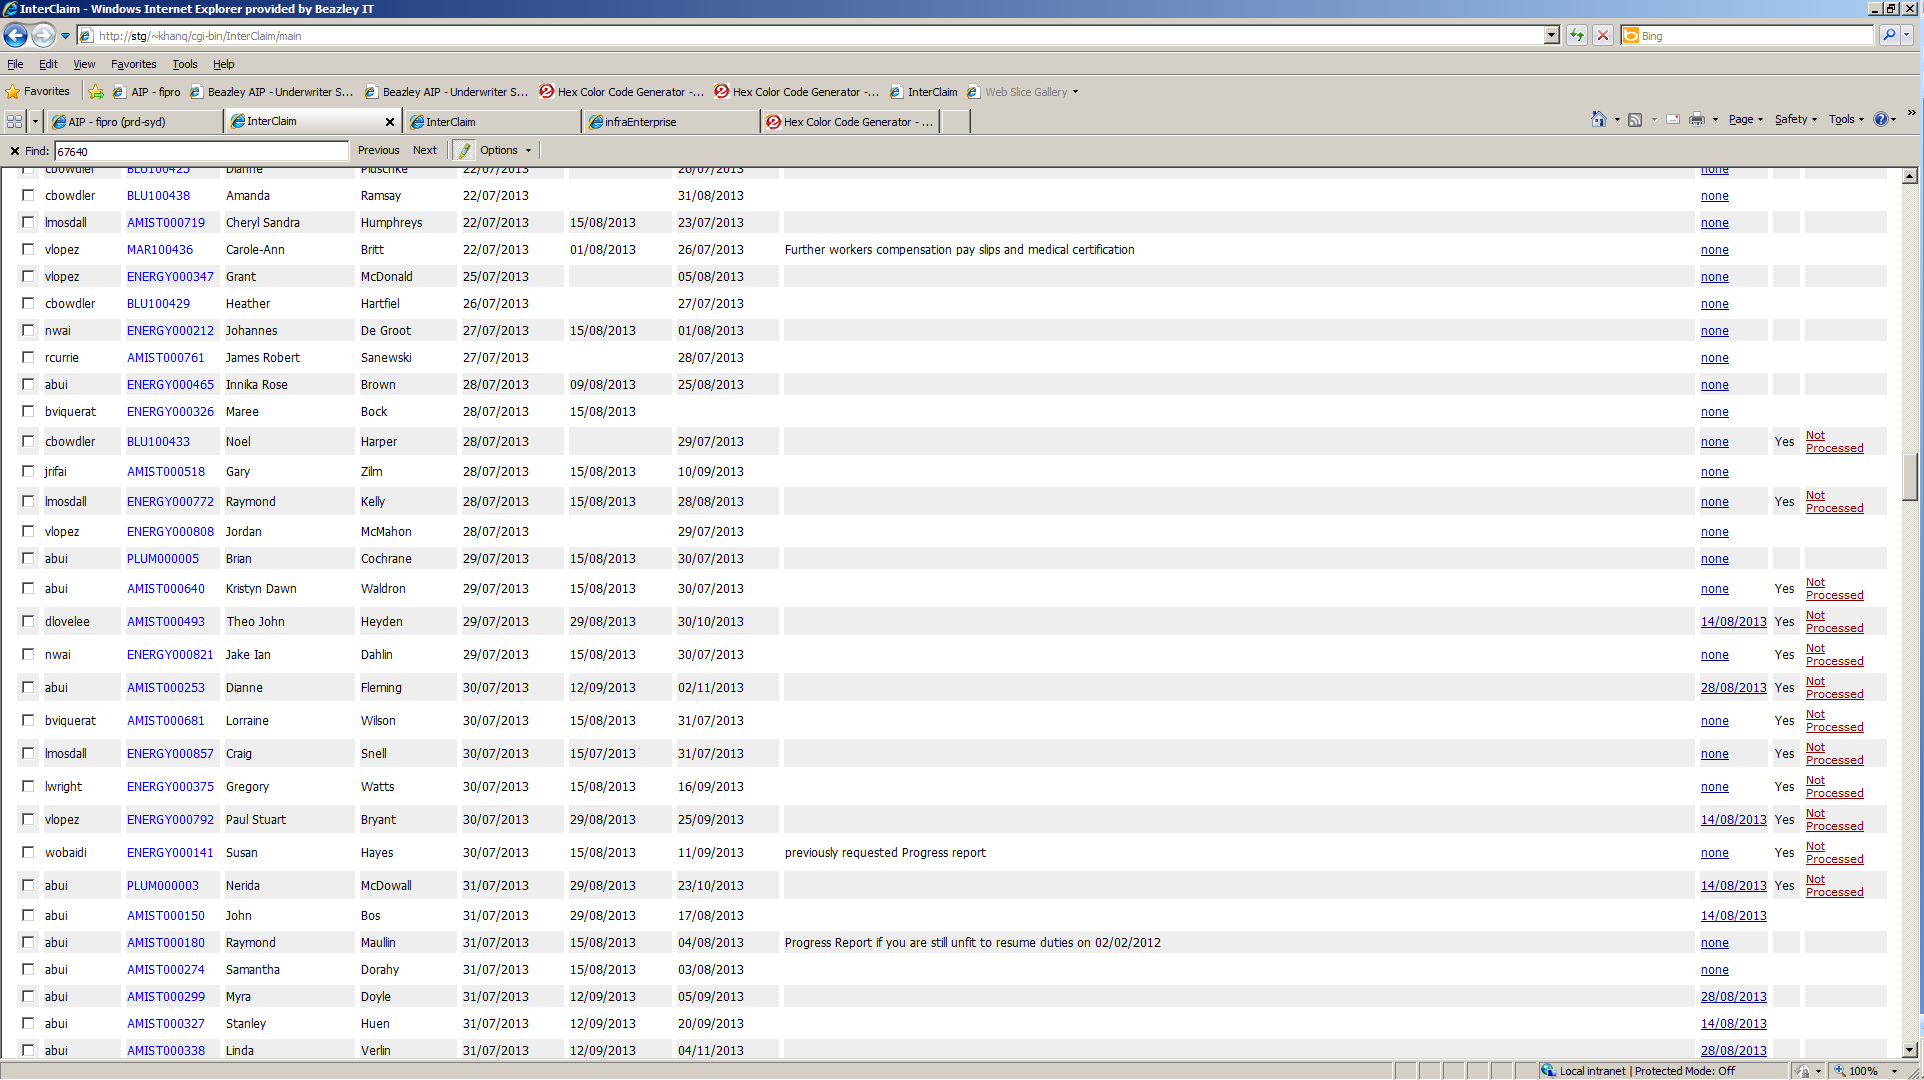 InterClaim - Windows Internet Explorer provided by Beazley IT
http://stg/~khanq/cgi-bin/InterClaim/main Bing
File Edit View Favorites Tools Help
Favorites AIP - fipro Beazley AIP - Underwriter S... Beazley AIP - Underwriter S... Hex Color Code Generator -... Hex Color Code Generator -... InterClaim Web Slice Gallery
AIP - fipro (prd-syd) InterClaim InterClaim infraEnterprise Hex Color Code Generator - ... Page Safety Tools
Find: 67640 Previous Next Options
cbowdler BLU100425 Dianne Pluschke 22/07/2013 26/07/2013 none
cbowdler BLU100438 Amanda Ramsay 22/07/2013 31/08/2013 none
lmosdall AMIST000719 Cheryl Sandra Humphreys 22/07/2013 15/08/2013 23/07/2013 none
vlopez MAR100436 Carole-Ann Britt 22/07/2013 01/08/2013 26/07/2013 Further workers compensation pay slips and medical certification none
vlopez ENERGY000347 Grant McDonald 25/07/2013 05/08/2013 none
cbowdler BLU100429 Heather Hartfiel 26/07/2013 27/07/2013 none
nwai ENERGY000212 Johannes De Groot 27/07/2013 15/08/2013 01/08/2013 none
rcurrie AMIST000761 James Robert Sanewski 27/07/2013 28/07/2013 none
abui ENERGY000465 Innika Rose Brown 28/07/2013 09/08/2013 25/08/2013 none
bviquerat ENERGY000326 Maree Bock 28/07/2013 15/08/2013 none
cbowdler BLU100433 Noel Harper 28/07/2013 29/07/2013 none Yes Not Processed
jrifai AMIST000518 Gary Zilm 28/07/2013 15/08/2013 10/09/2013 none
lmosdall ENERGY000772 Raymond Kelly 28/07/2013 15/08/2013 28/08/2013 none Yes Not Processed
vlopez ENERGY000808 Jordan McMahon 28/07/2013 29/07/2013 none
abui PLUM000005 Brian Cochrane 29/07/2013 15/08/2013 30/07/2013 none
abui AMIST000640 Kristyn Dawn Waldron 29/07/2013 15/08/2013 30/07/2013 none Yes Not Processed
dlovelee AMIST000493 Theo John Heyden 29/07/2013 29/08/2013 30/10/2013 14/08/2013 Yes Not Processed
nwai ENERGY000821 Jake Ian Dahlin 29/07/2013 15/08/2013 30/07/2013 none Yes Not Processed
abui AMIST000253 Dianne Fleming 30/07/2013 12/09/2013 02/11/2013 28/08/2013 Yes Not Processed
bviquerat AMIST000681 Lorraine Wilson 30/07/2013 15/08/2013 31/07/2013 none Yes Not Processed
lmosdall ENERGY000857 Craig Snell 30/07/2013 15/07/2013 31/07/2013 none Yes Not Processed
lwright ENERGY000375 Gregory Watts 30/07/2013 15/08/2013 16/09/2013 none Yes Not Processed
vlopez ENERGY000792 Paul Stuart Bryant 30/07/2013 29/08/2013 25/09/2013 14/08/2013 Yes Not Processed
wobaidi ENERGY000141 Susan Hayes 30/07/2013 15/08/2013 11/09/2013 previously requested Progress report none Yes Not Processed
abui PLUM000003 Nerida McDowall 31/07/2013 29/08/2013 23/10/2013 14/08/2013 Yes Not Processed
abui AMIST000150 John Bos 31/07/2013 29/08/2013 17/08/2013 14/08/2013
abui AMIST000180 Raymond Maullin 31/07/2013 15/08/2013 04/08/2013 Progress Report if you are still unfit to resume duties on 02/02/2012 none
abui AMIST000274 Samantha Dorahy 31/07/2013 15/08/2013 03/08/2013 none
abui AMIST000299 Myra Doyle 31/07/2013 12/09/2013 05/09/2013 28/08/2013
abui AMIST000327 Stanley Huen 31/07/2013 12/09/2013 20/09/2013 14/08/2013
abui AMIST000338 Linda Verlin 31/07/2013 12/09/2013 04/11/2013 28/08/2013
Local intranet | Protected Mode: Off 100%